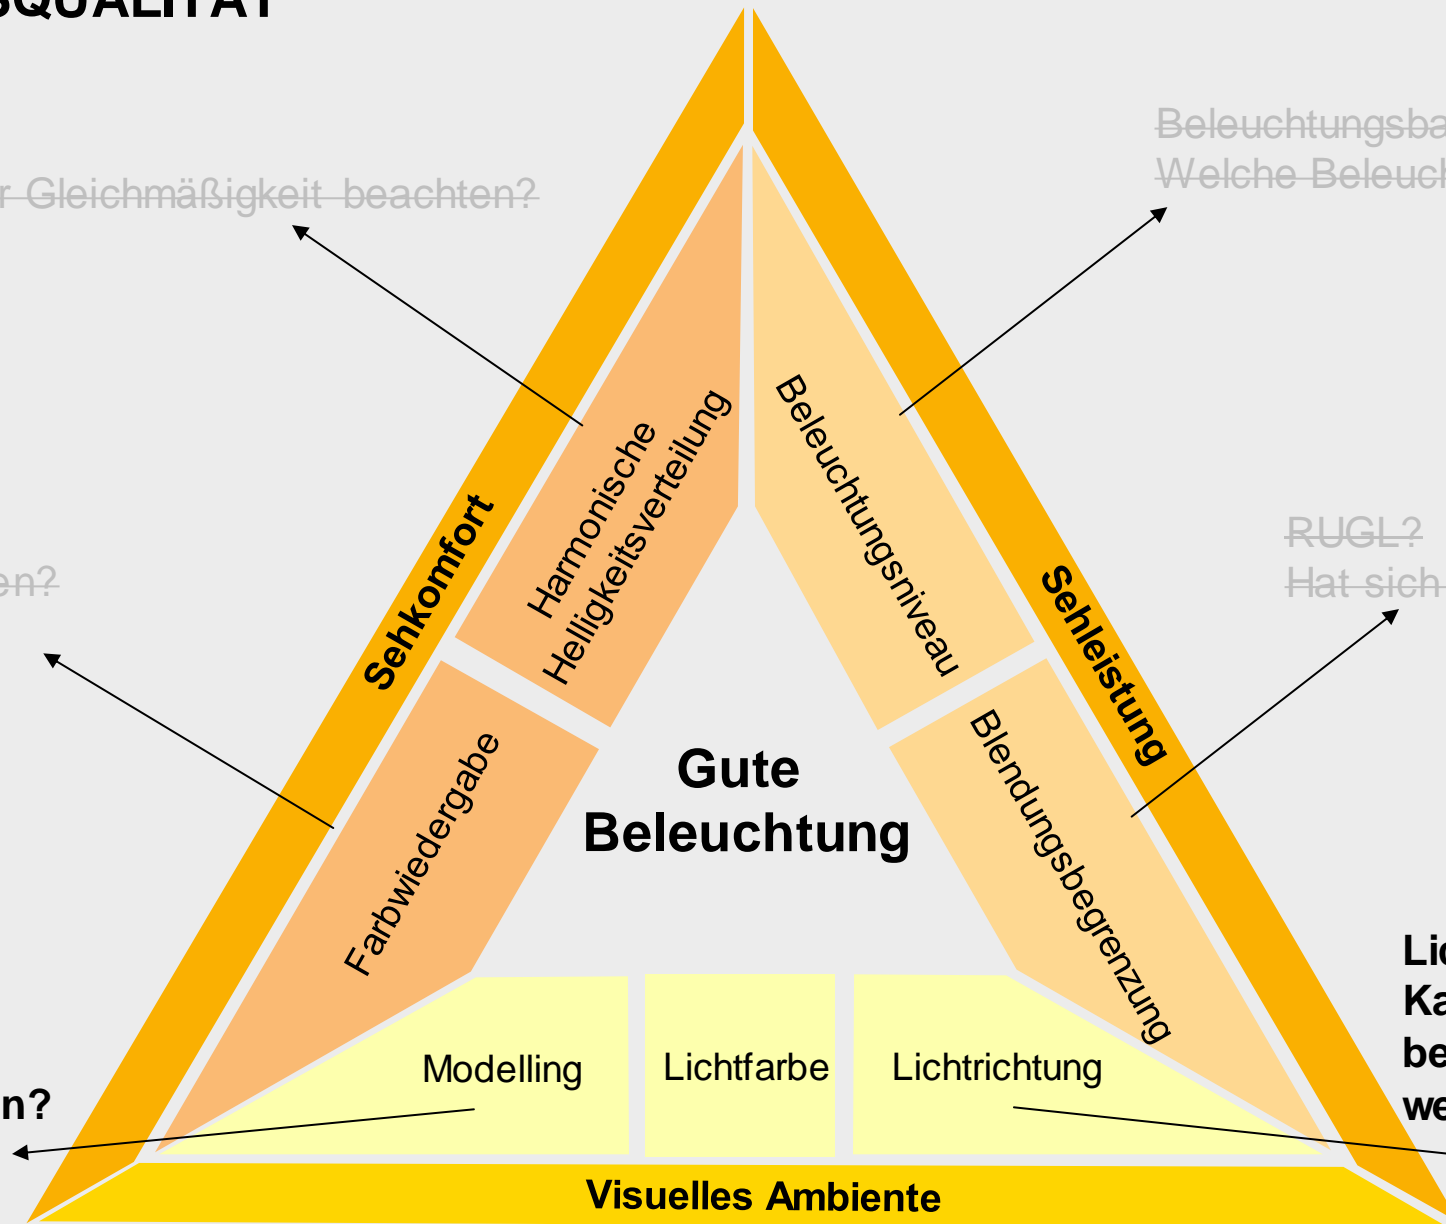 SQUALITÄT
Beleuchtungsba
Welche Beleuch
r Gleichmäßigkeit beachten?
Harmonische
Helligkeitsverteilung
Beleuchtungsniveau
Sehkomfort
Sehleistung
RUGL?
Hat sich
en?
Gute
Beleuchtung
Farbwiedergabe
Blendungsbegrenzung
Lic
Ka
be
we
Modelling
Lichtfarbe
Lichtrichtung
n?
Visuelles Ambiente